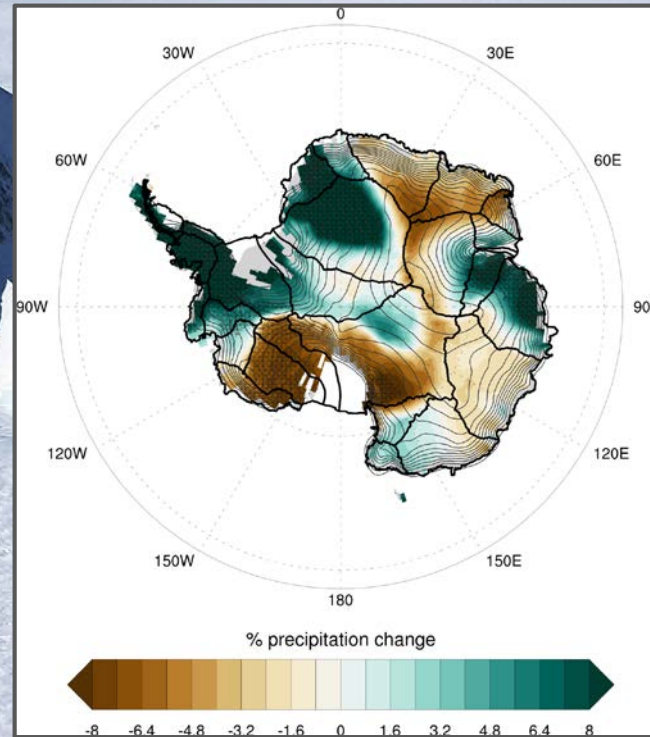 0
30W 30E
60W 60E
90W 90
120W 120E
150W 150E
180
% precipitation change
-8 -6.4 -4.8 -3.2 -1.6 0 1.6 3.2 4.8 6.4 8